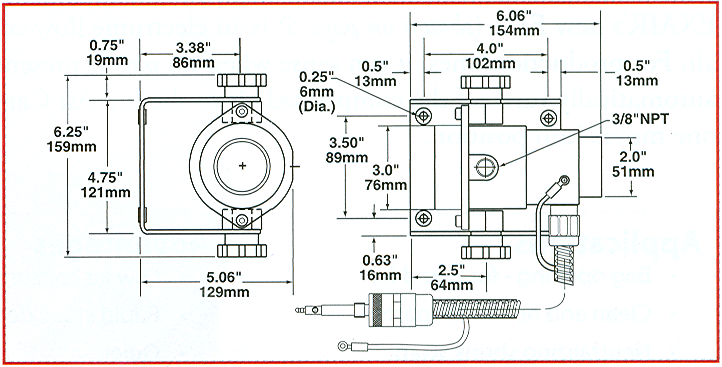 0.75"
19mm
3.38"
86mm
6.25"
159mm
4.75"
121mm
5.06"
129mm
6.06"
154mm
4.0"
102mm
0.5"
13mm
0.5"
13mm
0.25"
6mm
(Dia.)
3/8"NPT
3.50"
89mm
3.0"
76mm
2.0"
51mm
0.63"
16mm
2.5"
64mm